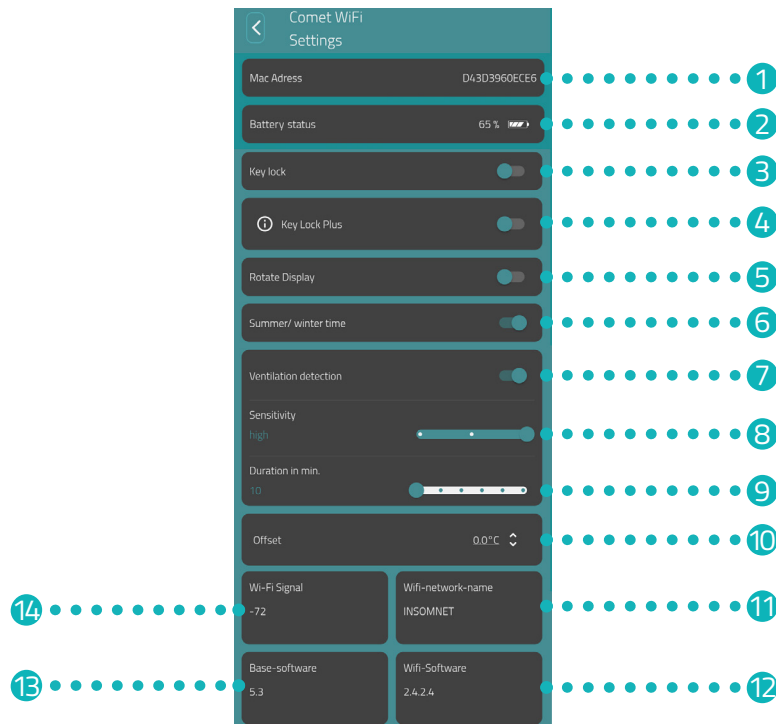 Comet WiFi
Settings
Mac Adress D43D3960ECE6 1
Battery status 65 % 2
Key lock 3
Key Lock Plus 4
Rotate Display 5
Summer/ winter time 6
Ventilation detection 7
Sensitivity
high 8
Duration in min.
10 9
Offset 0.0°C 10
Wi-Fi Signal Wifi-network-name
14 -72 INSOMNET 11
Base-software Wifi-Software
13 5.3 2.4.2.4 12